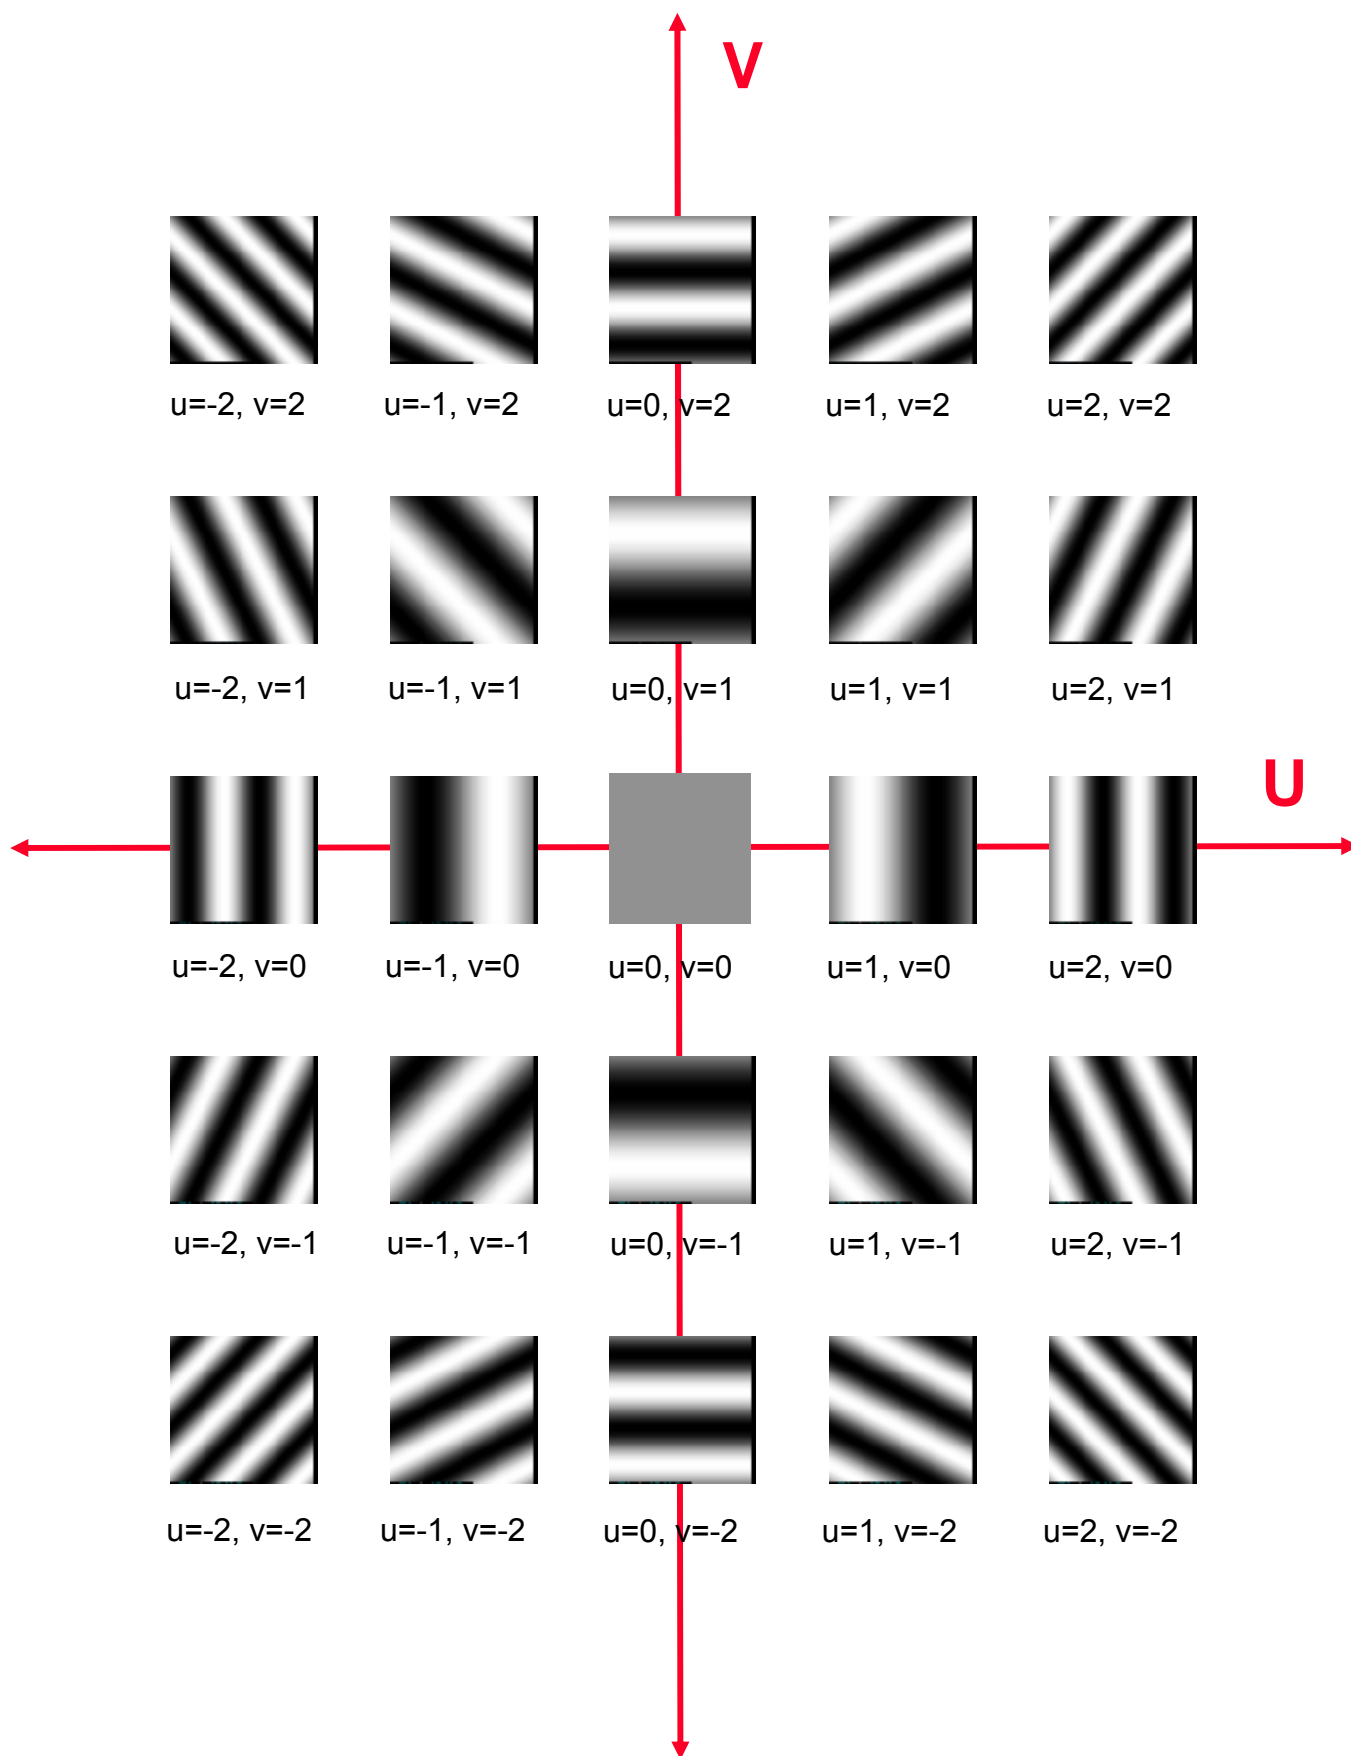 V
u=-2, v=2 u=-1, v=2 u=0, v=2 u=1, v=2 u=2, v=2
u=-2, v=1 u=-1, v=1 u=0, v=1 u=1, v=1 u=2, v=1
U
u=-2, v=0 u=-1, v=0 u=0, v=0 u=1, v=0 u=2, v=0
u=-2, v=-1 u=-1, v=-1 u=0, v=-1 u=1, v=-1 u=2, v=-1
u=-2, v=-2 u=-1, v=-2 u=0, v=-2 u=1, v=-2 u=2, v=-2